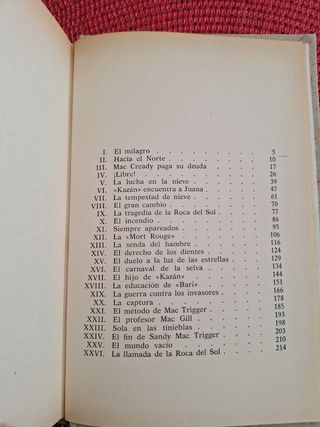 I. El milagro . . . . . . . . 5
II. Hacia el Norte . . . . . . . 10
III. Mac Cready paga su deuda . . . . . 17
IV. ¡Libre! . . . . . . . . 26
V. La lucha en la nieve . . . . . . 39
VI. «Kazán» encuentra a Juana . . . . . 47
VII. La tempestad de nieve . . . . . . 61
VIII. El gran cambio . . . . . . . 70
IX. La tragedia de la Roca del Sol . . . . 77
X. El incendio . . . . . . . . 86
XI. Siempre apareados . . . . . . . 95
XII. La «Mort Rouge» . . . . . . . 106
XIII. La senda del hambre . . . . . . 116
XIV. El derecho de los dientes . . . . . 124
XV. El duelo a la luz de las estrellas . . . . 129
XVI. El carnaval de la selva . . . . . . 134
XVII. El hijo de «Kazán» . . . . . . 144
XVIII. La educación de «Bari» . . . . . . 151
XIX. La guerra contra los invasores . . . . 166
XX. La captura . . . . . . . . 178
XXI. El método de Mac Trigger . . . . . 185
XXII. El profesor Mac Gill . . . . . . 193
XXIII. Sola en las tinieblas . . . . . . 198
XXIV. El fin de Sandy Mac Trigger . . . . . 203
XXV. El mundo vacío . . . . . . . 210
XXVI. La llamada de la Roca del Sol . . . . 214